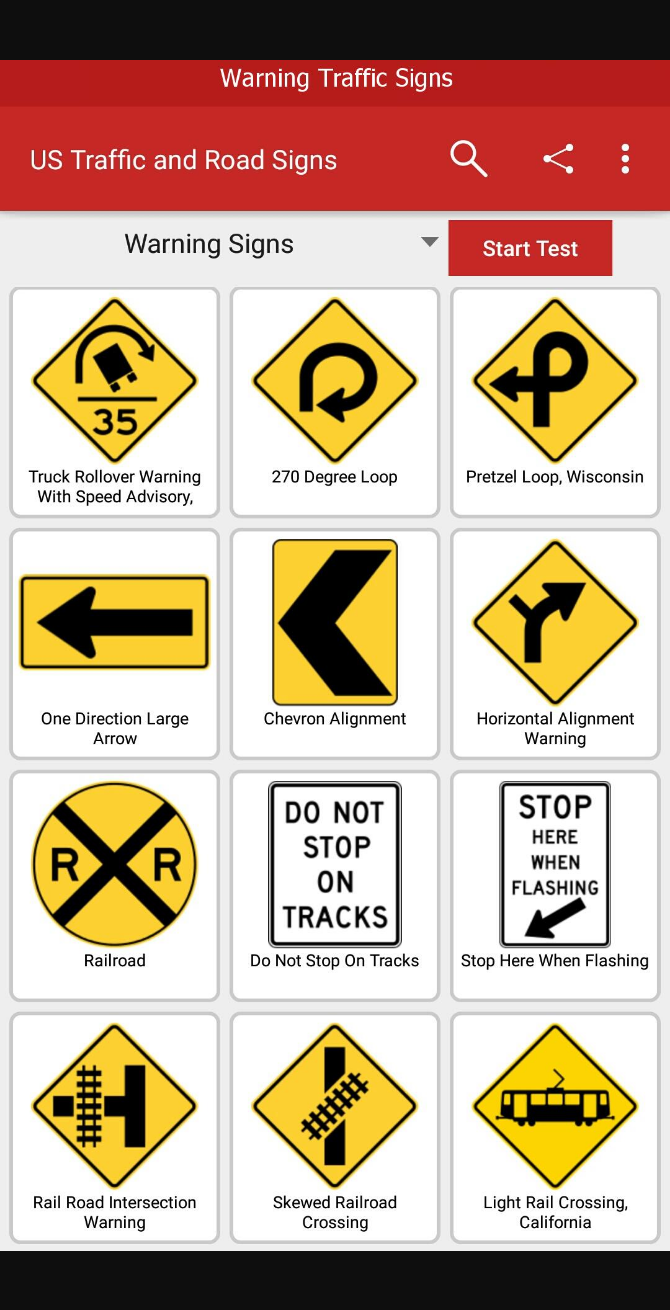 Warning Traffic Signs
US Traffic and Road Signs
Warning Signs
Start Test
35
Truck Rollover Warning
With Speed Advisory,
270 Degree Loop
Pretzel Loop, Wisconsin
One Direction Large
Arrow
Chevron Alignment
Horizontal Alignment
Warning
R R
Railroad
DO NOT
STOP
ON
TRACKS
Do Not Stop On Tracks
STOP
HERE
WHEN
FLASHING
Stop Here When Flashing
Rail Road Intersection
Warning
Skewed Railroad
Crossing
Light Rail Crossing,
California